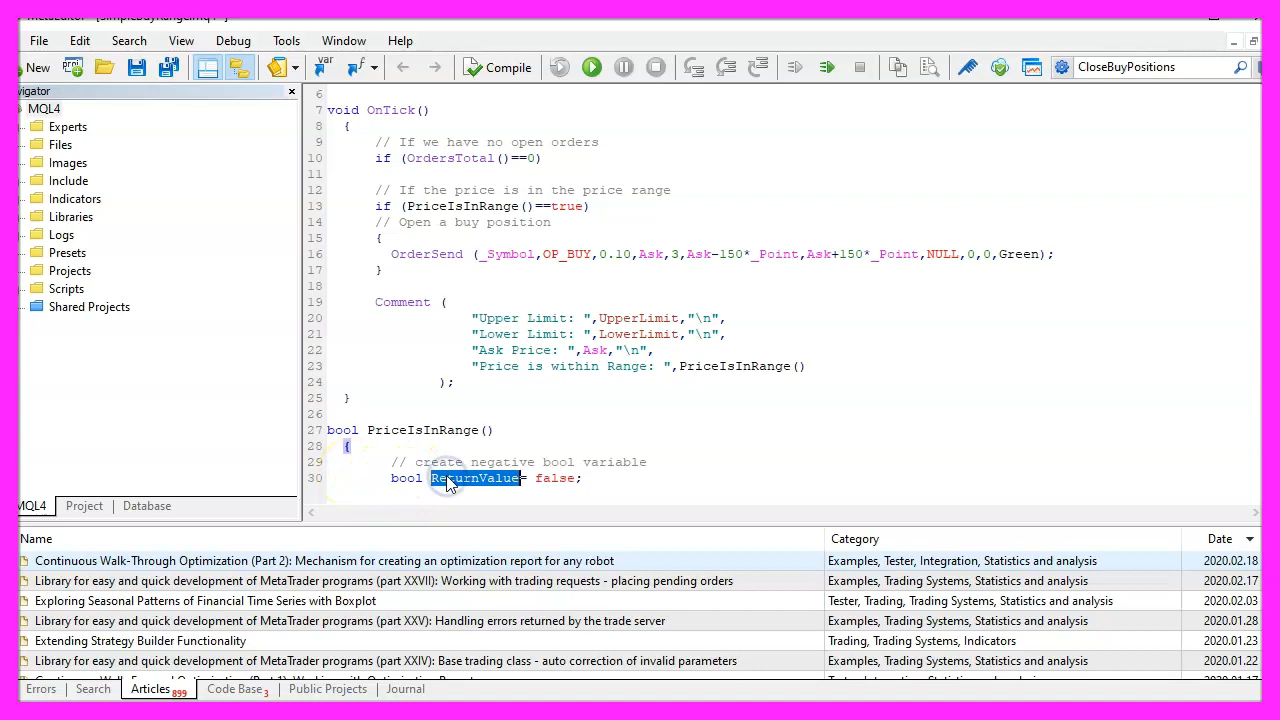 MetaEditor - [SimpleBuyRange.mq4 *]
File Edit Search View Debug Tools Window Help
New Compile CloseBuyPositions
vigator
MQL4
Experts
Files
Images
Include
Indicators
Libraries
Logs
Presets
Projects
Scripts
Shared Projects
MQL4 Project Database
6
7 void OnTick()
8 {
9 // If we have no open orders
10 if (OrdersTotal()==0)
11
12 // If the price is in the price range
13 if (PriceIsInRange()==true)
14 // Open a buy position
15 {
16 OrderSend (_Symbol,OP_BUY,0.10,Ask,3,Ask-150*_Point,Ask+150*_Point,NULL,0,0,Green);
17 }
18
19 Comment (
20 "Upper Limit: ",UpperLimit,"\n",
21 "Lower Limit: ",LowerLimit,"\n",
22 "Ask Price: ",Ask,"\n",
23 "Price is within Range: ",PriceIsInRange()
24 );
25 }
26
27 bool PriceIsInRange()
28 {
29 // create negative bool variable
30 bool ReturnValue= false;
Name Category Date
Continuous Walk-Through Optimization (Part 2): Mechanism for creating an optimization report for any robot Examples, Tester, Integration, Statistics and analysis 2020.02.18
Library for easy and quick development of MetaTrader programs (part XXVII): Working with trading requests - placing pending orders Examples, Trading Systems, Statistics and analysis 2020.02.17
Exploring Seasonal Patterns of Financial Time Series with Boxplot Tester, Trading, Trading Systems, Statistics and analysis 2020.02.03
Library for easy and quick development of MetaTrader programs (part XXV): Handling errors returned by the trade server Examples, Trading Systems, Statistics and analysis 2020.01.28
Extending Strategy Builder Functionality Trading, Trading Systems, Indicators 2020.01.23
Library for easy and quick development of MetaTrader programs (part XXIV): Base trading class - auto correction of invalid parameters Examples, Trading Systems, Statistics and analysis 2020.01.22
Errors Search Articles 899 Code Base 3 Public Projects Journal